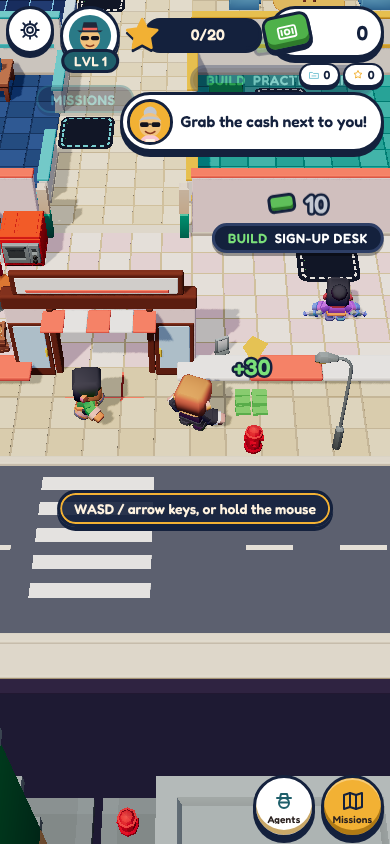 0/20
0
LVL 1
BUILD PRACT
0
0
MISSIONS
Grab the cash next to you!
10
BUILD SIGN-UP DESK
+30
WASD / arrow keys, or hold the mouse
Agents
Missions